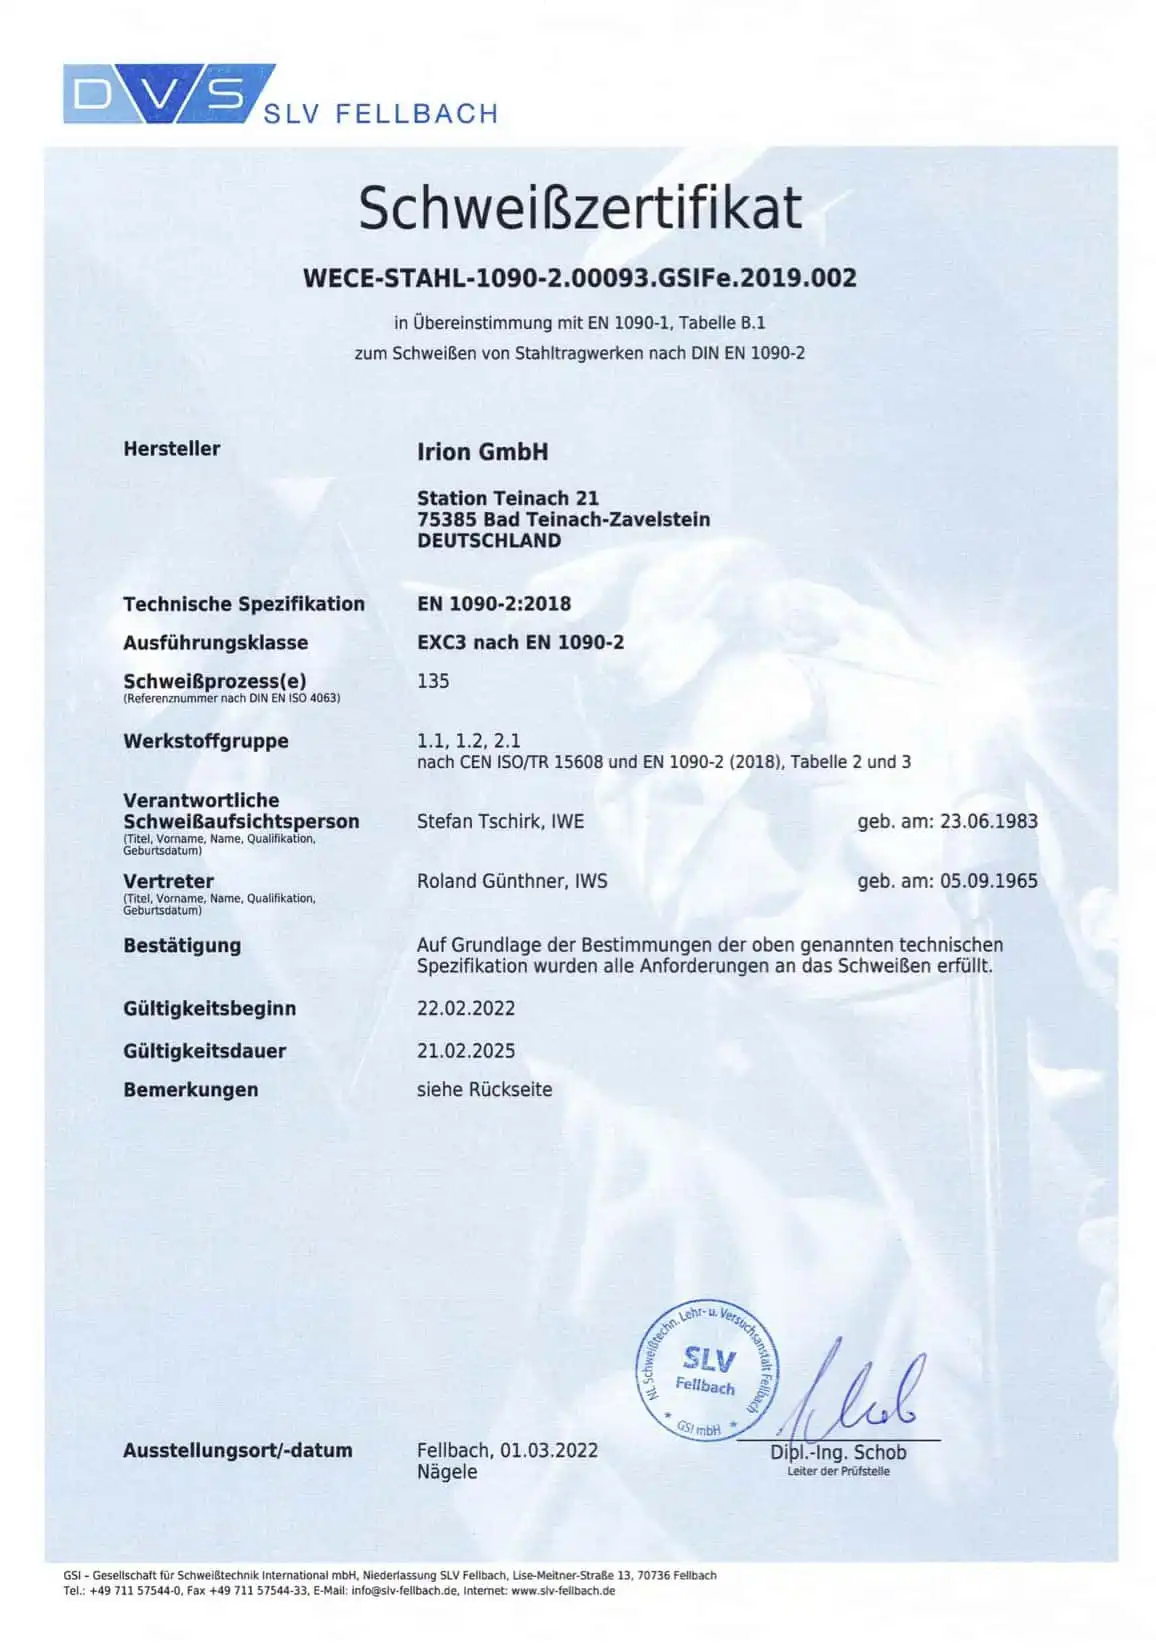 DVS SLV FELLBACH
Schweißzertifikat
WECE-STAHL-1090-2.00093.GSIFe.2019.002
in Übereinstimmung mit EN 1090-1, Tabelle B.1
zum Schweißen von Stahltragwerken nach DIN EN 1090-2
Hersteller Irion GmbH
Station Teinach 21
75385 Bad Teinach-Zavelstein
DEUTSCHLAND
Technische Spezifikation EN 1090-2:2018
Ausführungsklasse EXC3 nach EN 1090-2
Schweißprozess(e) 135
(Referenznummer nach DIN EN ISO 4063)
Werkstoffgruppe 1.1, 1.2, 2.1
nach CEN ISO/TR 15608 und EN 1090-2 (2018), Tabelle 2 und 3
Verantwortliche
Schweißaufsichtsperson Stefan Tschirk, IWE geb. am: 23.06.1983
(Titel, Vorname, Name, Qualifikation,
Geburtsdatum)
Vertreter Roland Günthner, IWS geb. am: 05.09.1965
(Titel, Vorname, Name, Qualifikation,
Geburtsdatum)
Bestätigung Auf Grundlage der Bestimmungen der oben genannten technischen
Spezifikation wurden alle Anforderungen an das Schweißen erfüllt.
Gültigkeitsbeginn 22.02.2022
Gültigkeitsdauer 21.02.2025
Bemerkungen siehe Rückseite
NL Schweißtechn. Lehr- u. Versuchsanstalt Fellbach
SLV
Fellbach
* GSI mbH *
Schob
Ausstellungsort/-datum Fellbach, 01.03.2022 Dipl.-Ing. Schob
Nägele Leiter der Prüfstelle
GSI – Gesellschaft für Schweißtechnik International mbH, Niederlassung SLV Fellbach, Lise-Meitner-Straße 13, 70736 Fellbach
Tel.: +49 711 57544-0, Fax +49 711 57544-33, E-Mail: info@slv-fellbach.de, Internet: www.slv-fellbach.de